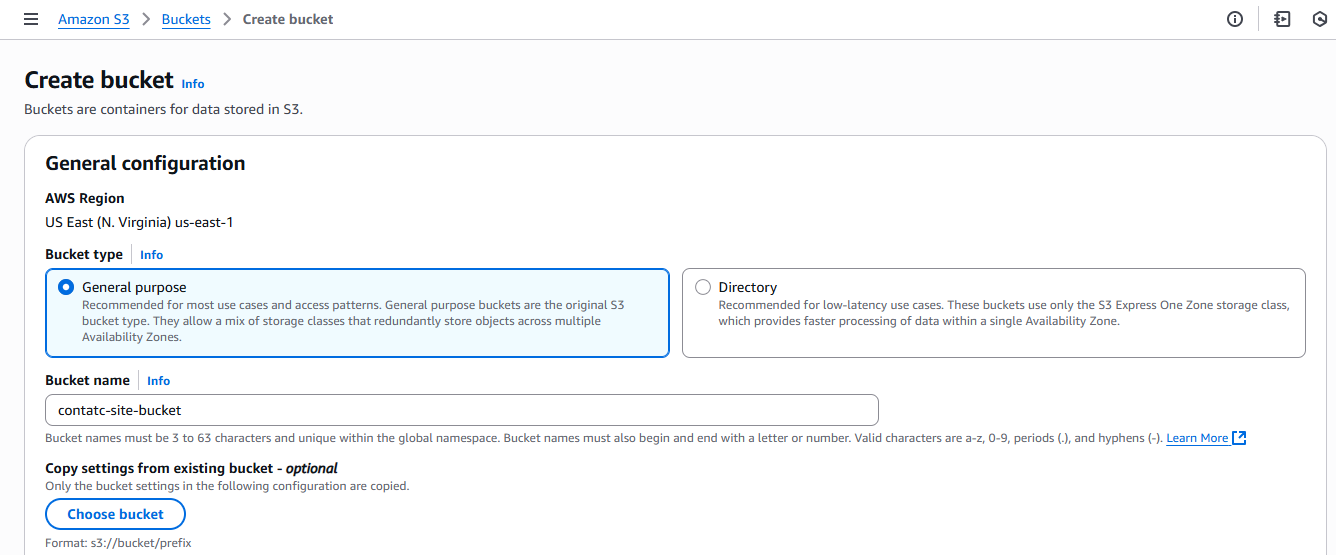 Amazon S3 > Buckets > Create bucket
Create bucket Info
Buckets are containers for data stored in S3.
General configuration
AWS Region
US East (N. Virginia) us-east-1
Bucket type Info
General purpose
Recommended for most use cases and access patterns. General purpose buckets are the original S3
bucket type. They allow a mix of storage classes that redundantly store objects across multiple
Availability Zones.
Directory
Recommended for low-latency use cases. These buckets use only the S3 Express One Zone storage class,
which provides faster processing of data within a single Availability Zone.
Bucket name Info
contatc-site-bucket
Bucket names must be 3 to 63 characters and unique within the global namespace. Bucket names must also begin and end with a letter or number. Valid characters are a-z, 0-9, periods (.), and hyphens (-). Learn More
Copy settings from existing bucket - optional
Only the bucket settings in the following configuration are copied.
Choose bucket
Format: s3://bucket/prefix